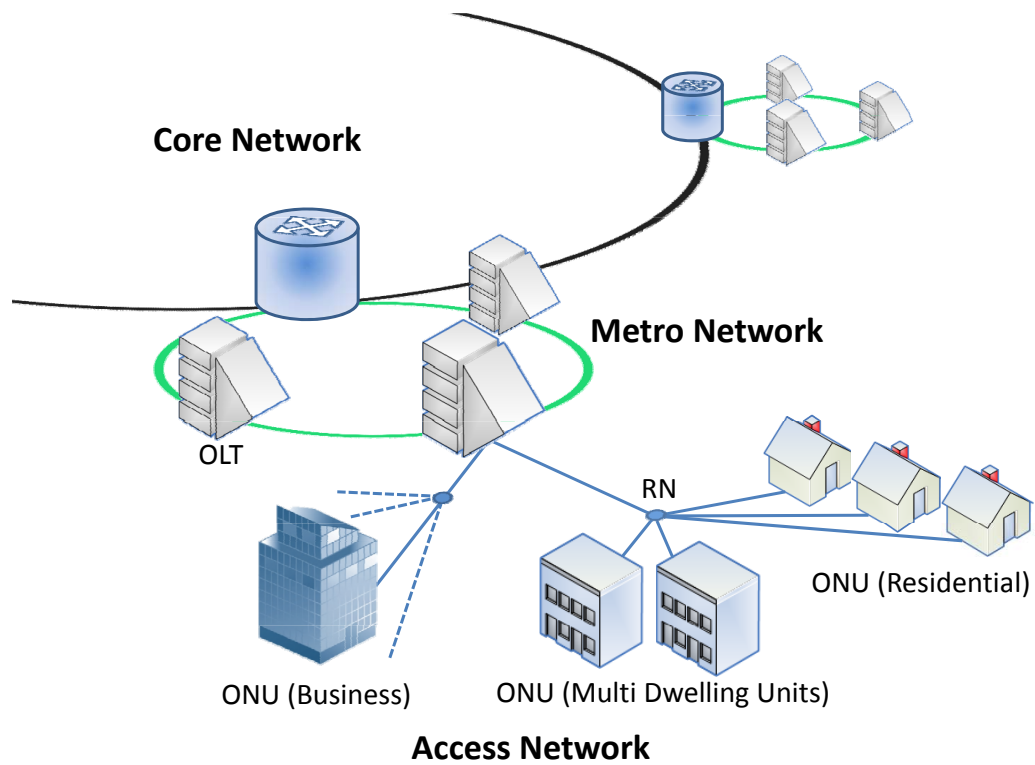 Core Network
Metro Network
OLT
RN
ONU (Residential)
ONU (Business)
ONU (Multi Dwelling Units)
Access Network